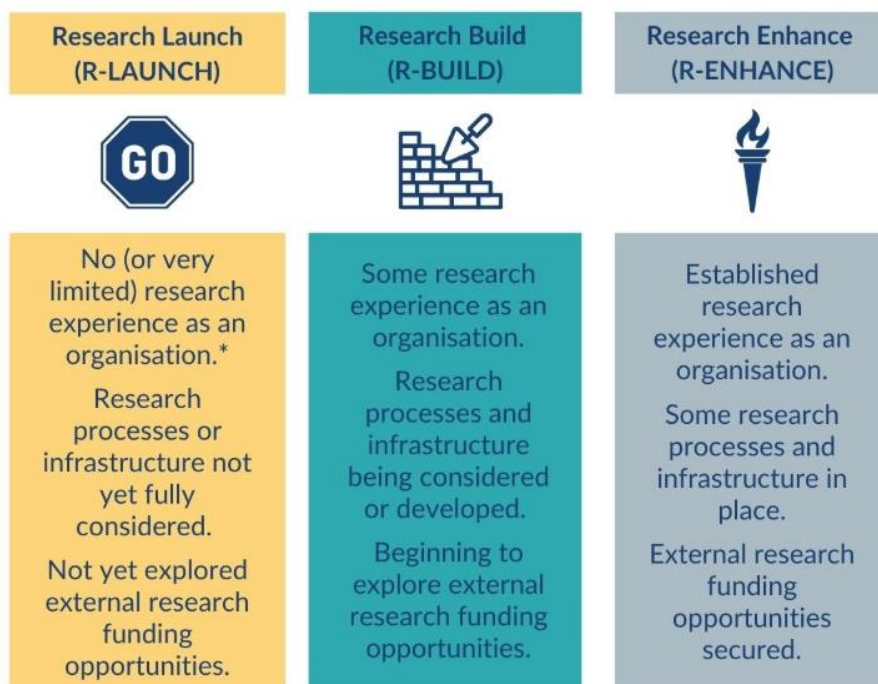 Research Launch
(R-LAUNCH)
GO
No (or very
limited) research
experience as an
organisation.*
Research
processes or
infrastructure not
yet fully
considered.
Not yet explored
external research
funding
opportunities.
Research Build
(R-BUILD)
Some research
experience as an
organisation.
Research
processes and
infrastructure
being considered
or developed.
Beginning to
explore external
research funding
opportunities.
Research Enhance
(R-ENHANCE)
Established
research
experience as an
organisation.
Some research
processes and
infrastructure in
place.
External research
funding
opportunities
secured.